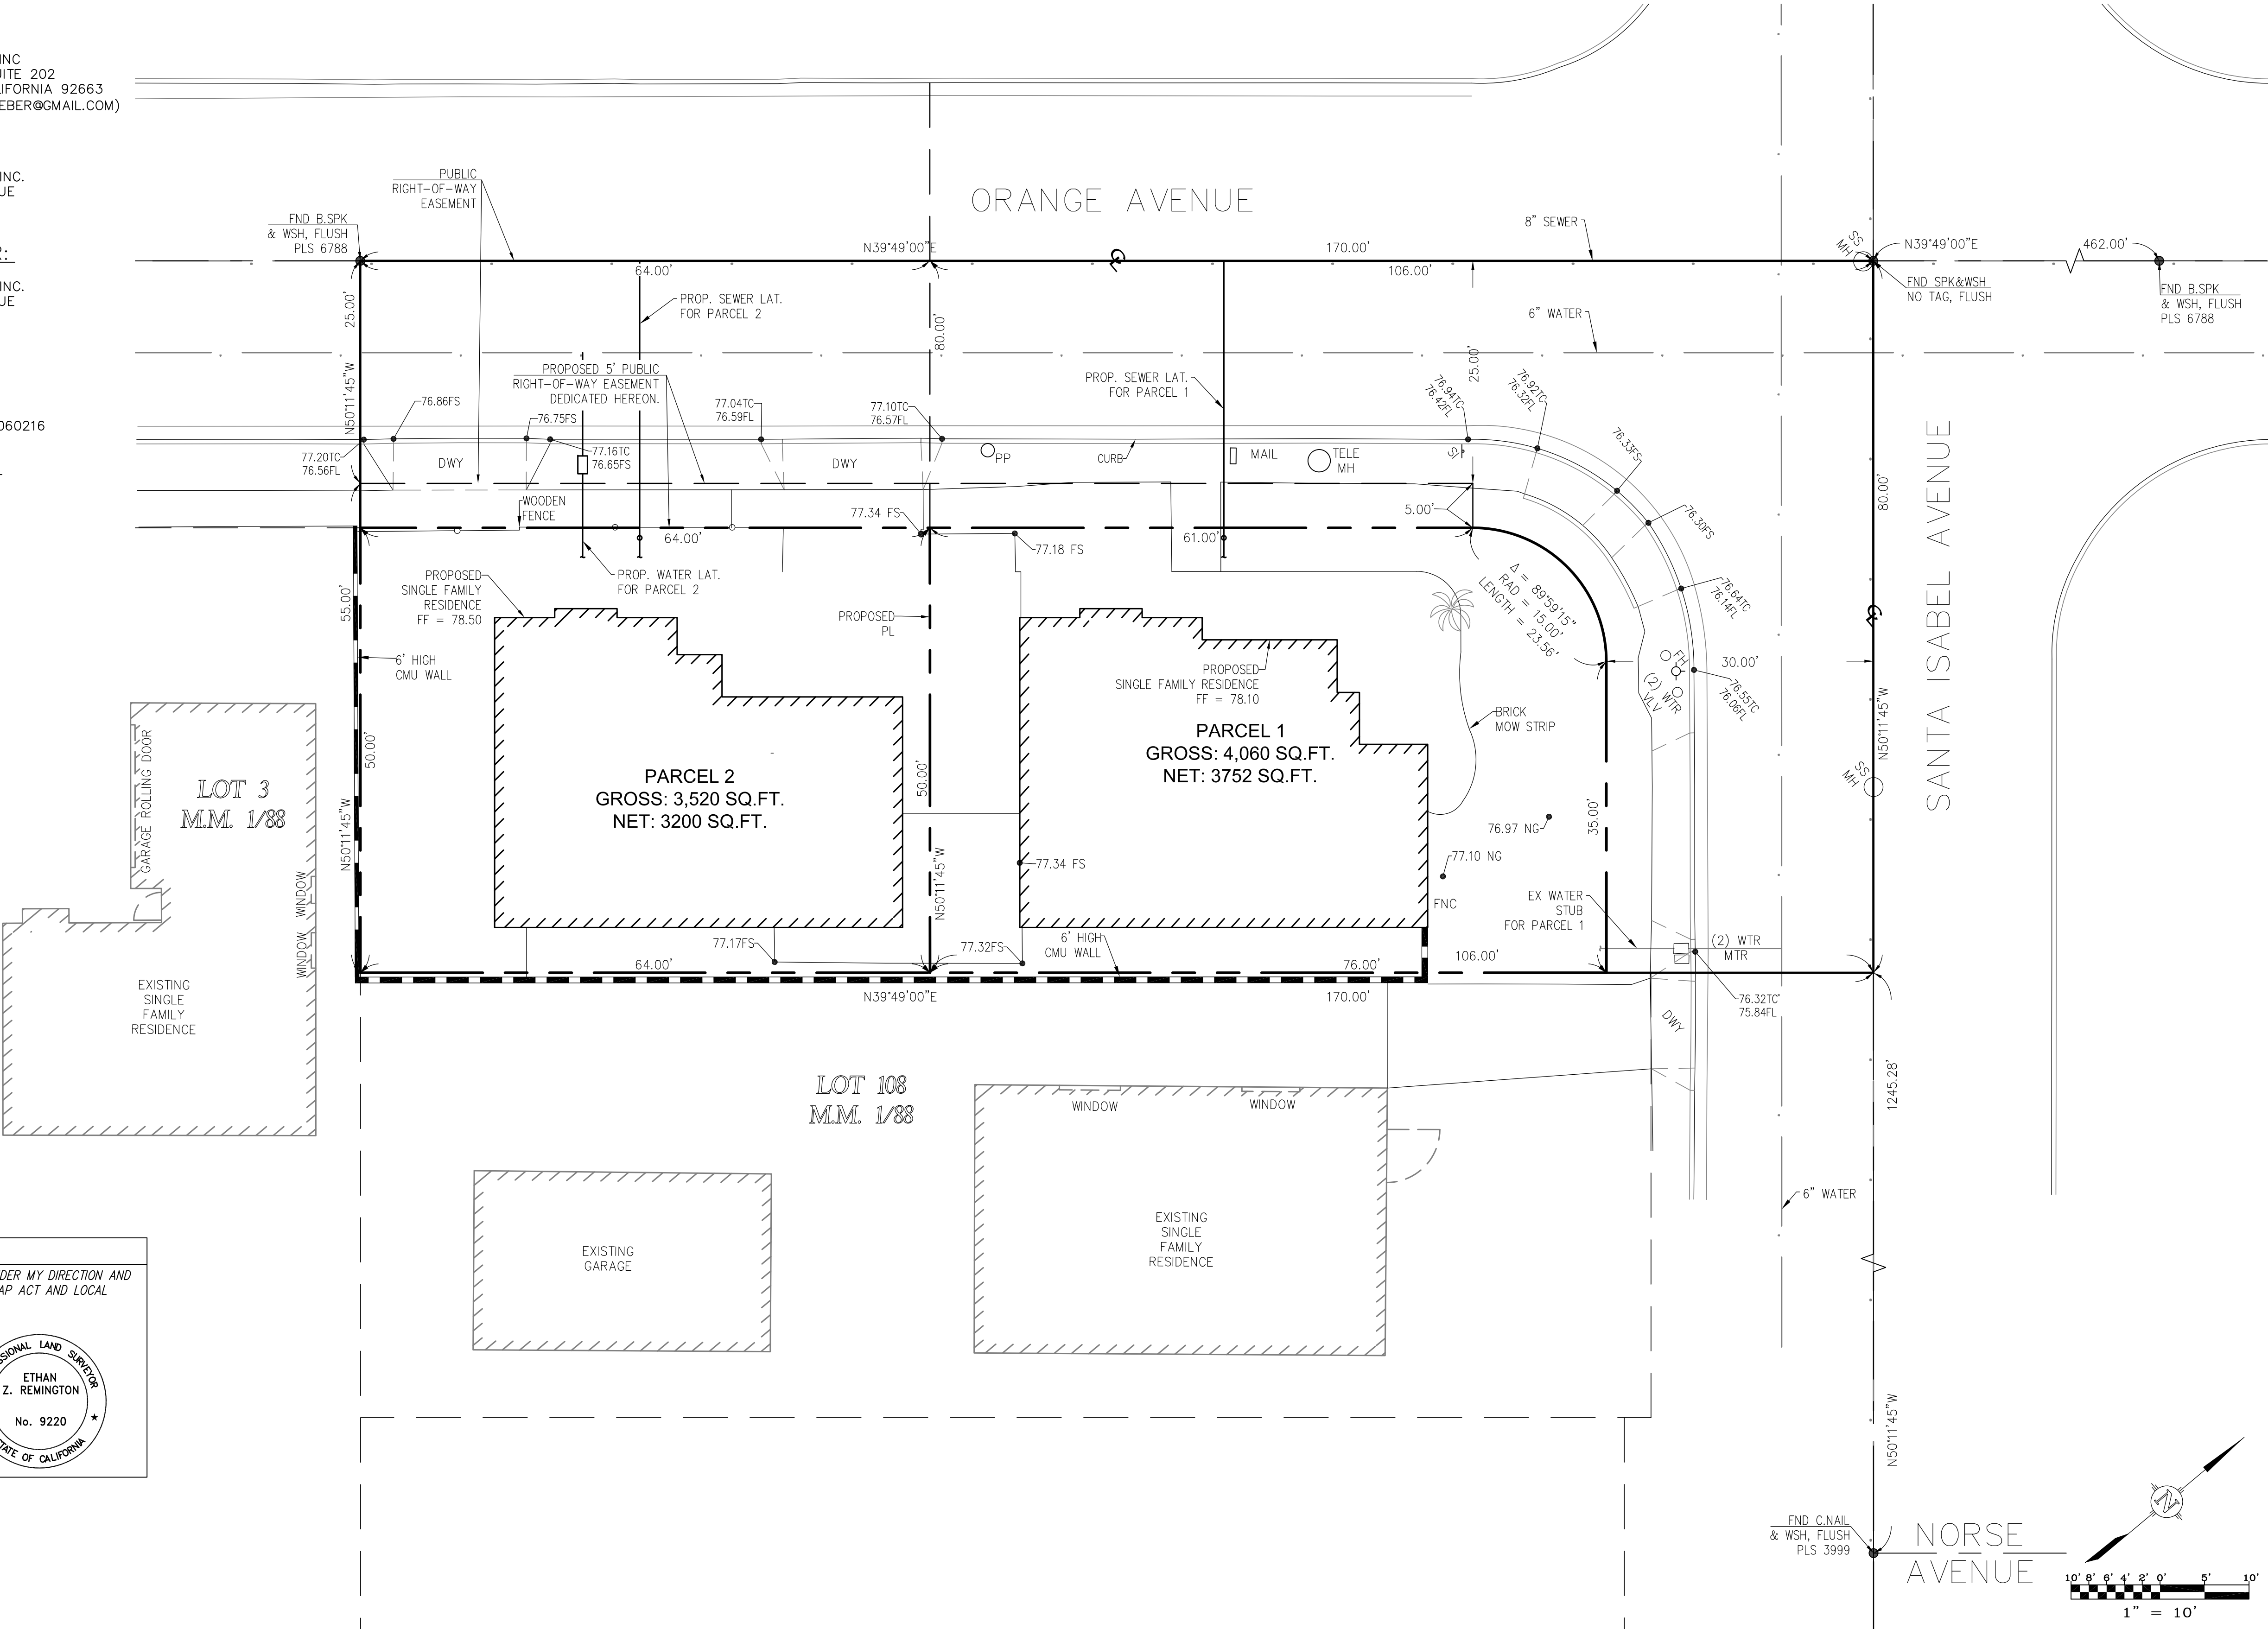 INC
UITE 202
LIFORNIA 92663
EBER@GMAIL.COM)
INC.
UE
R:
INC.
UE
060216
PUBLIC
RIGHT-OF-WAY
EASEMENT
FND B.SPK
& WSH, FLUSH
PLS 6788
ORANGE AVENUE
8" SEWER
N39°49'00"E
170.00'
64.00'
106.00'
SS
MH
N39°49'00"E
462.00'
FND SPK&WSH
NO TAG, FLUSH
FND B.SPK
& WSH, FLUSH
PLS 6788
25.00'
N50°11'45"W
PROP. SEWER LAT.
FOR PARCEL 2
80.00'
6" WATER
PROPOSED 5' PUBLIC
RIGHT-OF-WAY EASEMENT
DEDICATED HEREON.
PROP. SEWER LAT.
FOR PARCEL 1
25.00'
76.94TC
76.42FL
76.92TC
76.32FL
76.33FS
76.30FS
76.86FS
76.75FS
77.04TC
76.59FL
77.10TC
76.57FL
77.20TC
76.56FL
DWY
77.16TC
76.65FS
DWY
PP
CURB
MAIL
TELE
MH
SI
WOODEN
FENCE
77.34 FS
5.00'
64.00'
61.00'
77.18 FS
SANTA ISABEL AVENUE
80.00'
N50°11'45"W
PROPOSED
SINGLE FAMILY
RESIDENCE
FF = 78.50
PROP. WATER LAT.
FOR PARCEL 2
PROPOSED
PL
Δ = 89°59'15"
RAD = 15.00'
LENGTH = 23.56'
76.64TC
76.14FL
55.00'
6' HIGH
CMU WALL
PROPOSED
SINGLE FAMILY RESIDENCE
FF = 78.10
FH
(2) WTR
VLV
30.00'
76.55TC
76.06FL
BRICK
MOW STRIP
50.00'
N50°11'45"W
PARCEL 1
GROSS: 4,060 SQ.FT.
NET: 3752 SQ.FT.
PARCEL 2
GROSS: 3,520 SQ.FT.
NET: 3200 SQ.FT.
50.00'
N50°11'45"W
SS
MH
GARAGE ROLLING DOOR
LOT 3
M.M. 1/88
WINDOW
WINDOW
76.97 NG
35.00'
77.10 NG
77.34 FS
FNC
EX WATER
STUB
FOR PARCEL 1
77.17FS
77.32FS
6' HIGH
CMU WALL
(2) WTR
MTR
64.00'
76.00'
106.00'
N39°49'00"E
170.00'
76.32TC
75.84FL
DWY
EXISTING
SINGLE
FAMILY
RESIDENCE
LOT 108
M.M. 1/88
WINDOW
WINDOW
1245.28'
6" WATER
EXISTING
GARAGE
EXISTING
SINGLE
FAMILY
RESIDENCE
DER MY DIRECTION AND
AP ACT AND LOCAL
SSIONAL LAND SURVEYOR
ETHAN
Z. REMINGTON
No. 9220
TATE OF CALIFORNIA
N50°11'45"W
FND C.NAIL
& WSH, FLUSH
PLS 3999
NORSE
AVENUE
N
10' 8' 6' 4' 2' 0' 5' 10'
1" = 10'